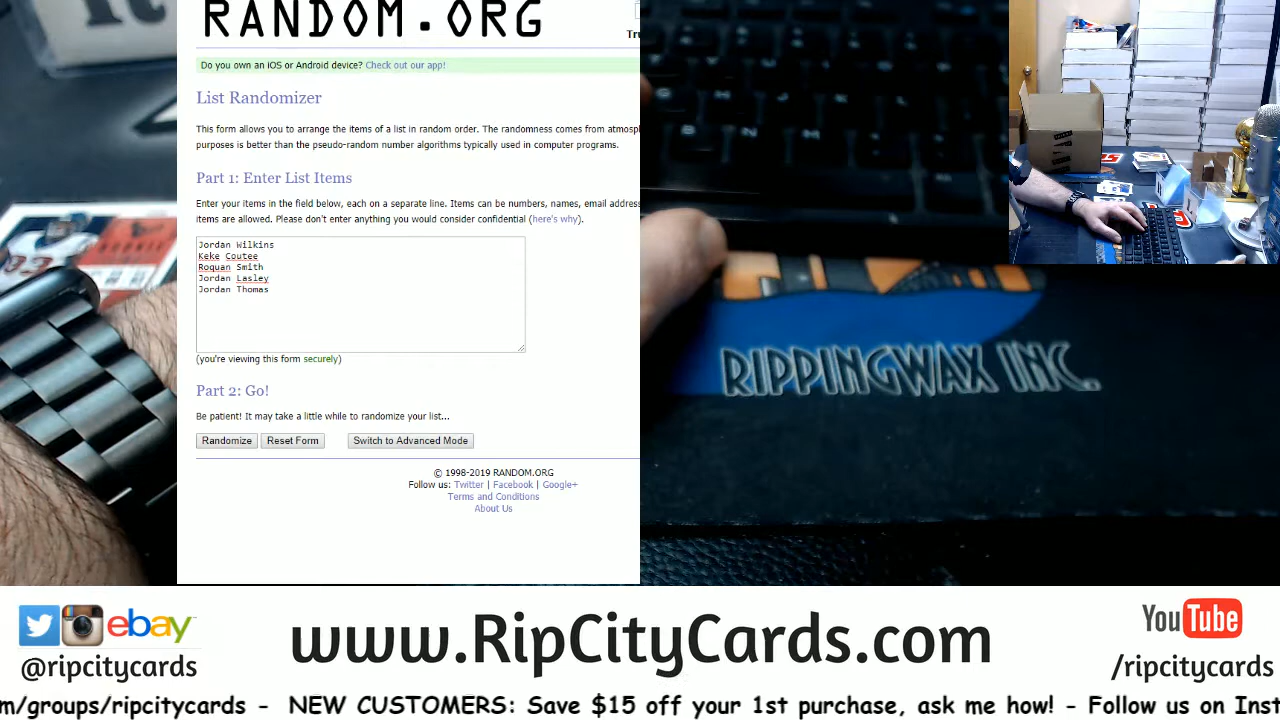 RANDOM.ORG
Tru
Do you own an iOS or Android device? Check out our app!
List Randomizer
This form allows you to arrange the items of a list in random order. The randomness comes from atmosph
purposes is better than the pseudo-random number algorithms typically used in computer programs.
Part 1: Enter List Items
Enter your items in the field below, each on a separate line. Items can be numbers, names, email address
items are allowed. Please don't enter anything you would consider confidential (here's why).
Jordan Wilkins
Keke Coutee
Roquan Smith
Jordan Lasley
Jordan Thomas
(you're viewing this form securely)
Part 2: Go!
Be patient! It may take a little while to randomize your list...
Randomize Reset Form Switch to Advanced Mode
© 1998-2019 RANDOM.ORG
Follow us: Twitter | Facebook | Google+
Terms and Conditions
About Us
RIPPINGWAX INC.
ebay
@ripcitycards
www.RipCityCards.com
YouTube
/ripcitycards
m/groups/ripcitycards - NEW CUSTOMERS: Save $15 off your 1st purchase, ask me how! - Follow us on Inst